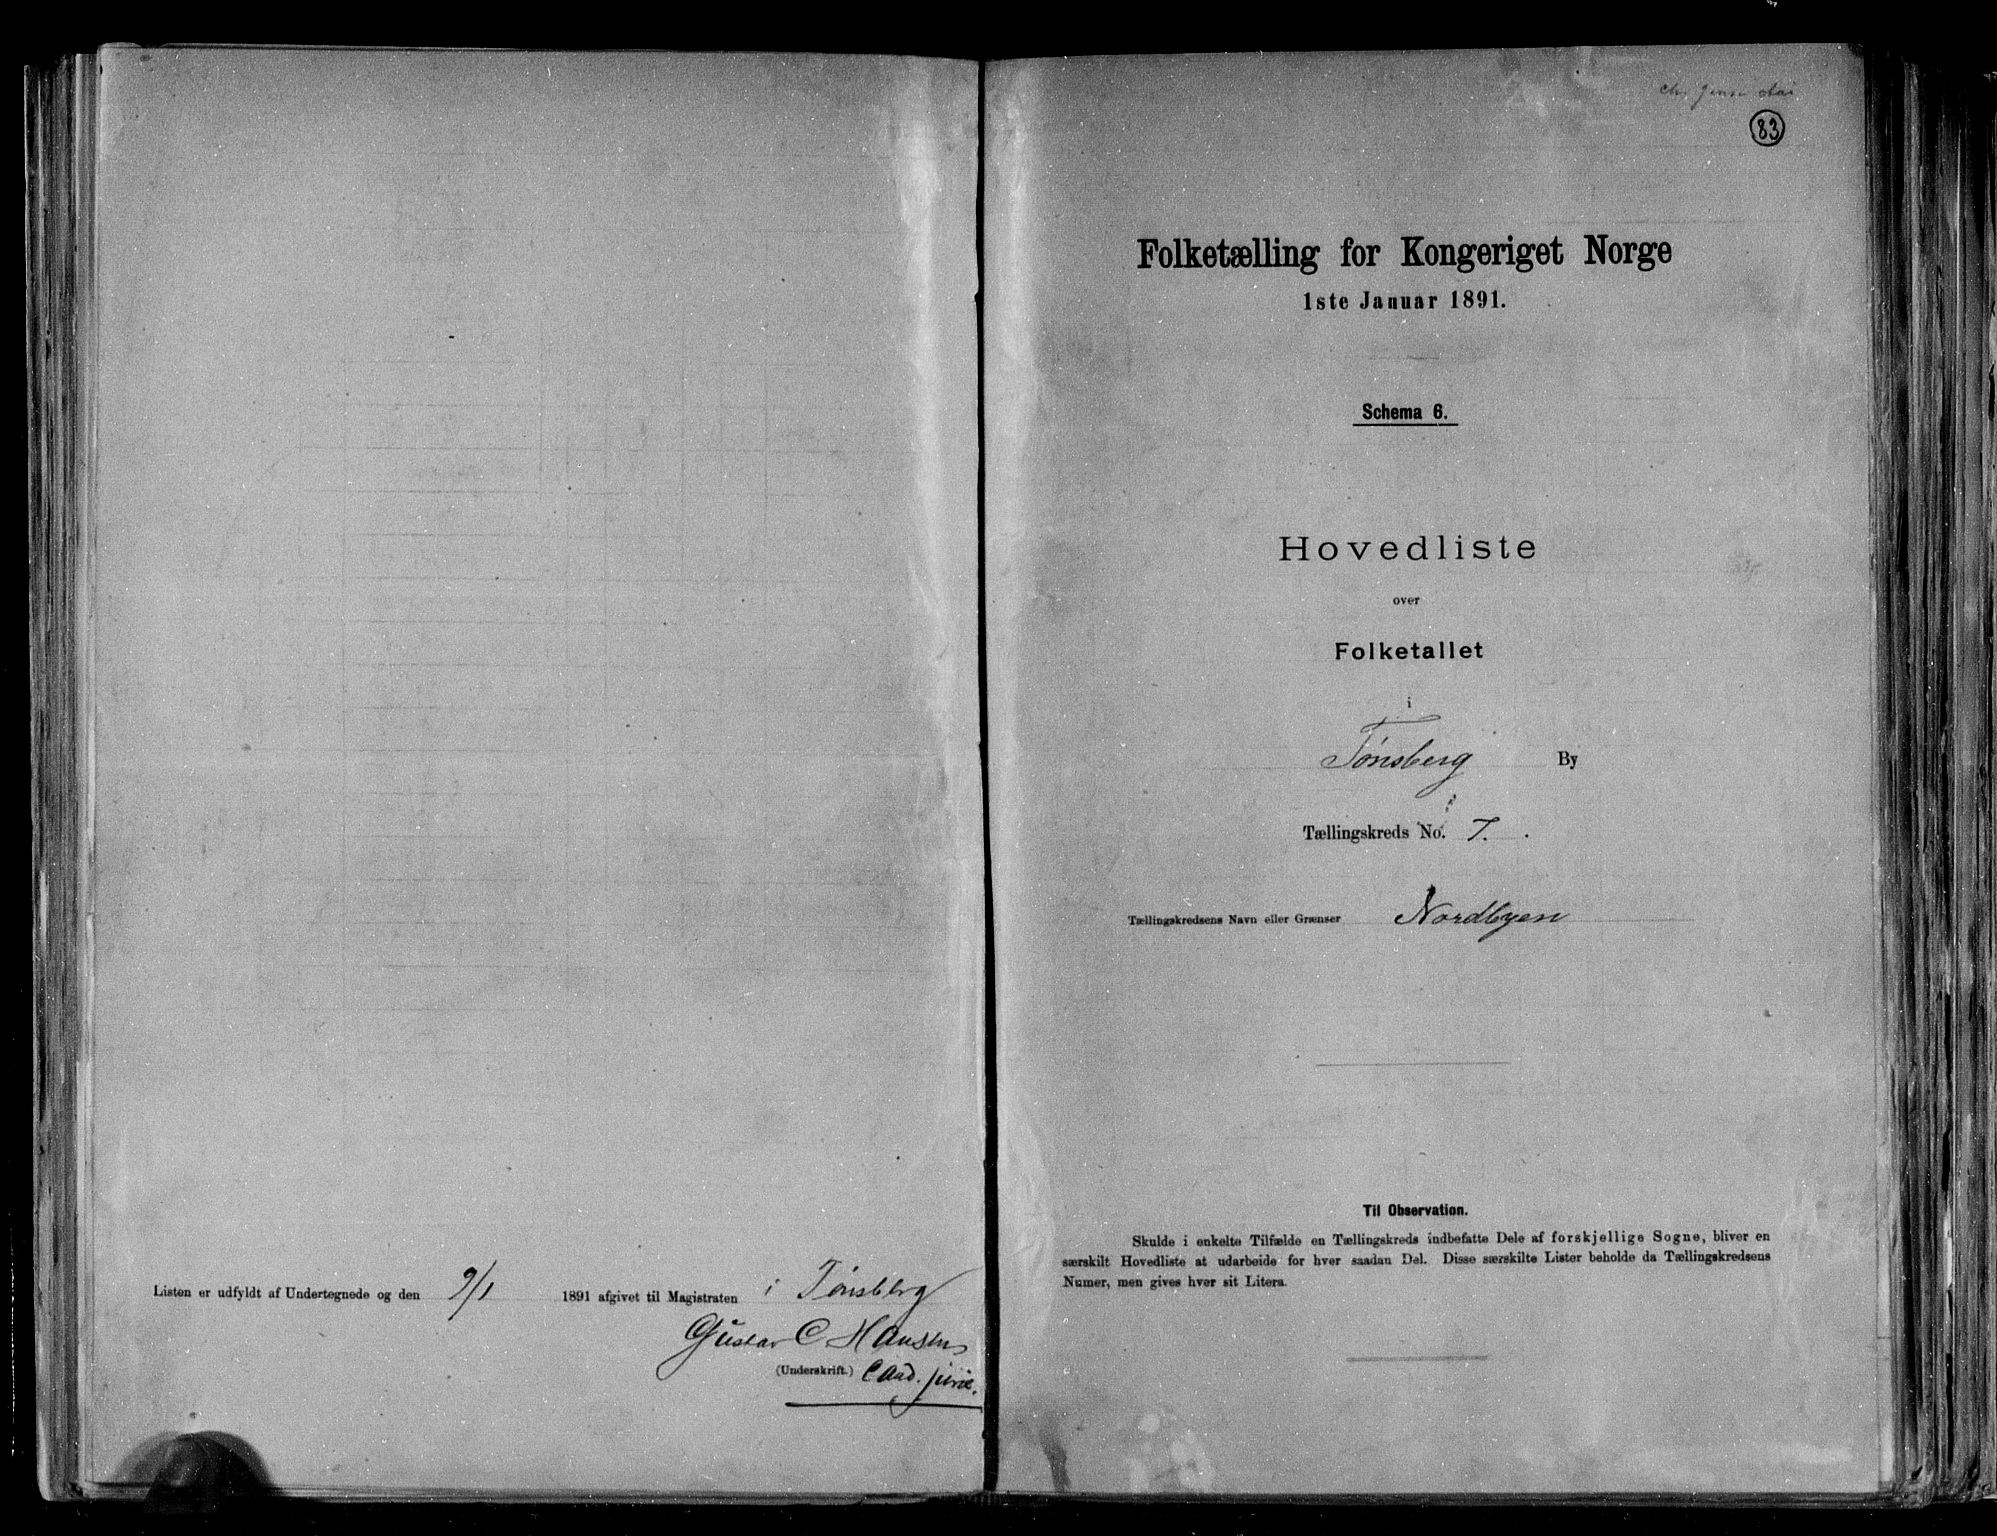 Listen er udfyldt af Undertegnede og den 9/1 1891 afgivet til Magistraten i Tönsberg
Gustav C Hansen
(Underskrift.) Cand. juris.
83
Folketælling for Kongeriget Norge
1ste Januar 1891.
Schema 6.
Hovedliste
over
Folketallet
i
Tønsberg By
Tællingskreds No. 7.
Tællingskredsens Navn eller Grænser Nordbyen
Til Observation.
Skulde i enkelte Tilfælde en Tællingskreds indbefatte Dele af forskjellige Sogne, bliver en
særskilt Hovedliste at udarbeide for hver saadan Del. Disse særskilte Lister beholde da Tællingskredsens
Numer, men gives hver sit Litera.